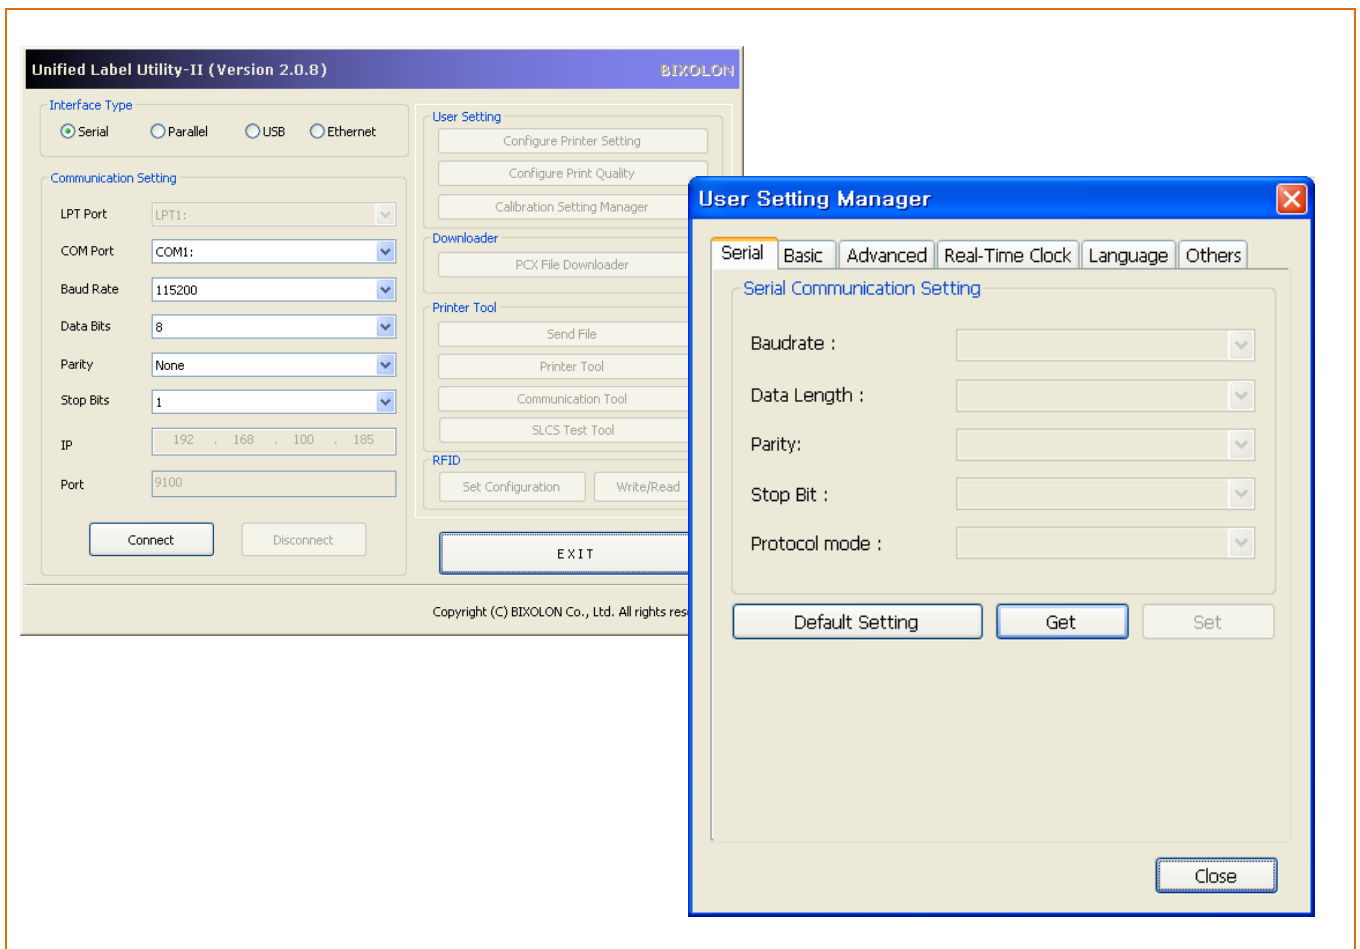 Unified Label Utility-II (Version 2.0.8)
BIXOLON
Interface Type
Serial
Parallel
USB
Ethernet
Communication Setting
LPT Port
LPT1:
COM Port
COM1:
Baud Rate
115200
Data Bits
8
Parity
None
Stop Bits
1
IP
192 . 168 . 100 . 185
Port
9100
Connect
Disconnect
User Setting
Configure Printer Setting
Configure Print Quality
Calibration Setting Manager
Downloader
PCX File Downloader
Printer Tool
Send File
Printer Tool
Communication Tool
SLCS Test Tool
RFID
Set Configuration
Write/Read
EXIT
Copyright (C) BIXOLON Co., Ltd. All rights res
User Setting Manager
Serial
Basic
Advanced
Real-Time Clock
Language
Others
Serial Communication Setting
Baudrate :
Data Length :
Parity:
Stop Bit :
Protocol mode :
Default Setting
Get
Set
Close